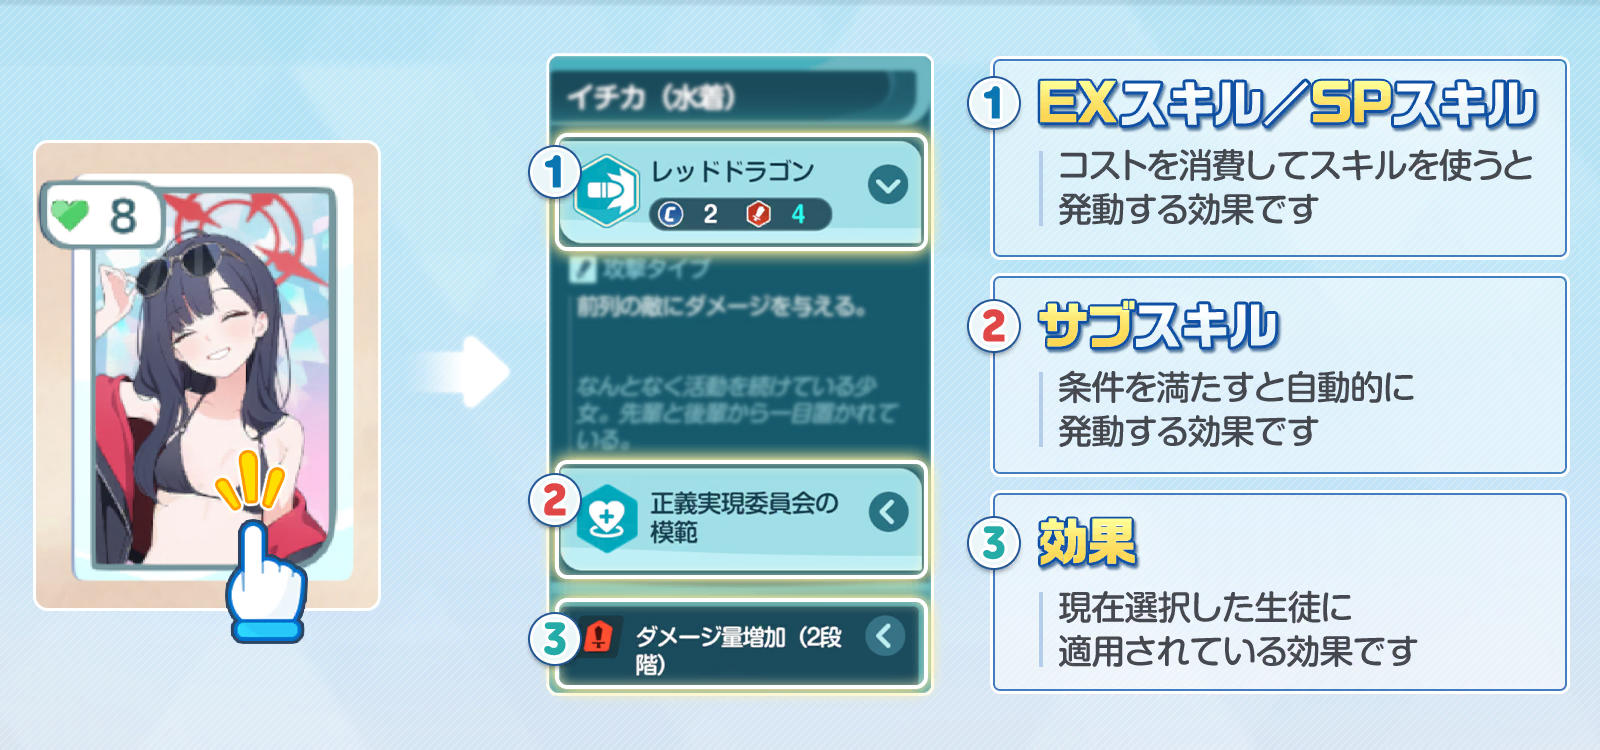 8
イチカ（水着）
1
レッドドラゴン
C 2 4
攻撃タイプ
前列の敵にダメージを与える。
なんとなく活動を続けている少
女。先輩と後輩から一目置かれて
いる。
2
正義実現委員会の
模範
3
ダメージ量増加（2段
階）
1 EXスキル／SPスキル
コストを消費してスキルを使うと
発動する効果です
2 サブスキル
条件を満たすと自動的に
発動する効果です
3 効果
現在選択した生徒に
適用されている効果です